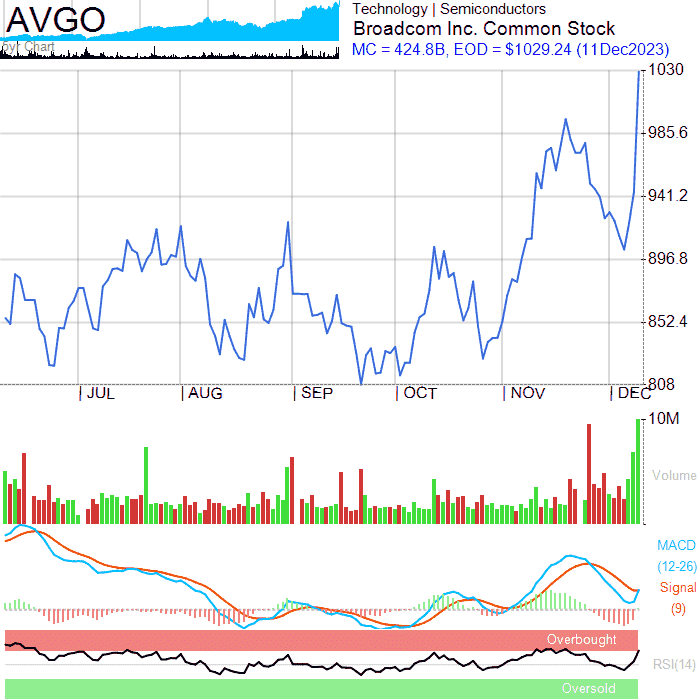 AVGO
by: Chart
Technology | Semiconductors
Broadcom Inc. Common Stock
MC = 424.8B, EOD = $1029.24 (11Dec2023)
1030
985.6
941.2
896.8
852.4
808
JUL AUG SEP OCT NOV DEC
10M
Volume
MACD
(12-26)
Signal
(9)
Overbought
RSI(14)
Oversold